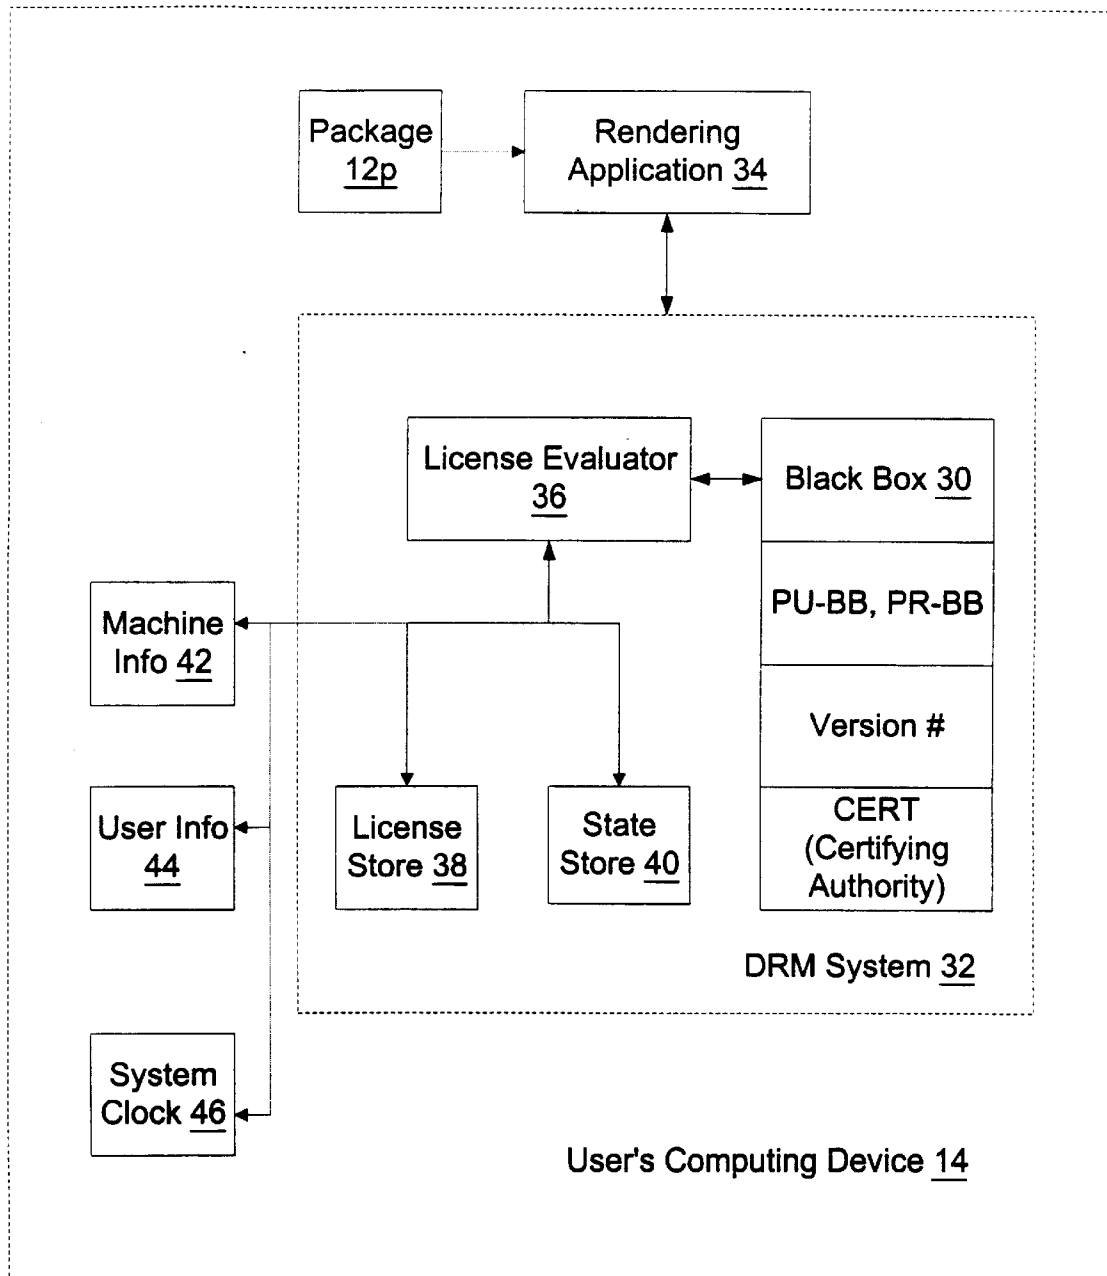 Package
12p
Rendering
Application 34
License Evaluator
36
Black Box 30
PU-BB, PR-BB
Machine
Info 42
Version #
User Info
44
License
Store 38
State
Store 40
CERT
(Certifying
Authority)
DRM System 32
System
Clock 46
User's Computing Device 14